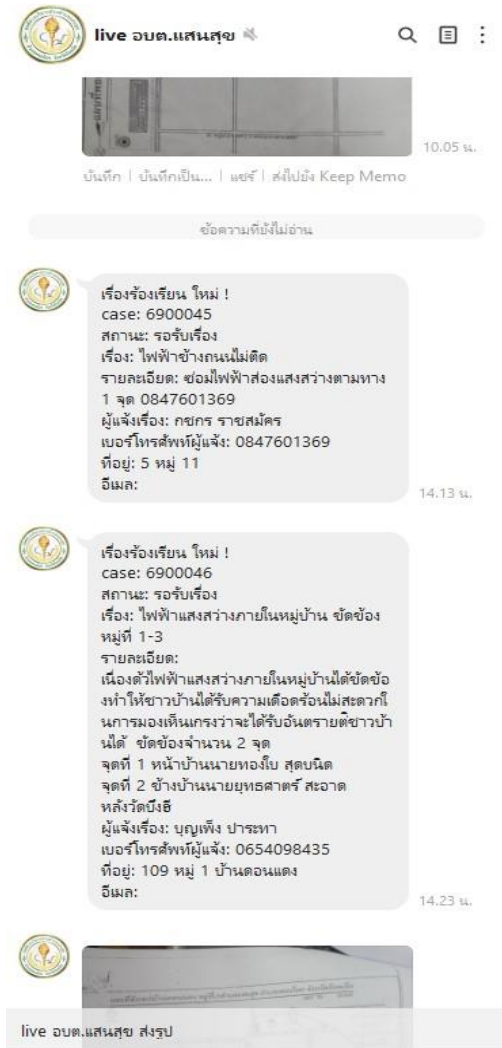 live อบต.แสนสุข
10.05 น.
บันทึก | บันทึกเป็น... | แชร์ | ส่งไปยัง Keep Memo
ข้อความที่ยังไม่อ่าน
เรื่องร้องเรียน ใหม่ !
case: 6900045
สถานะ: รอรับเรื่อง
เรื่อง: ไฟฟ้าข้างถนนไม่ติด
รายละเอียด: ซ่อมไฟฟ้าส่องแสงสว่างตามทาง
1 จุด 0847601369
ผู้แจ้งเรื่อง: กชกร ราชสมัคร
เบอร์โทรศัพท์ผู้แจ้ง: 0847601369
ที่อยู่: 5 หมู่ 11
อีเมล:
14.13 น.
เรื่องร้องเรียน ใหม่ !
case: 6900046
สถานะ: รอรับเรื่อง
เรื่อง: ไฟฟ้าแสงสว่างภายในหมู่บ้าน ขัดข้อง
หมู่ที่ 1-3
รายละเอียด:
เนื่องด้วไฟฟ้าแสงสว่างภายในหมู่บ้านได้ขัดข้อ
งทำให้ชาวบ้านได้รับความเดือดร้อนไม่สะดวกใ
นการมองเห็นเกรงว่าจะได้รับอันตรายต่ชาวบ้า
นได้ ขัดข้องจำนวน 2 จุด
จุดที่ 1 หน้าบ้านนายทองใบ สุดบนิด
จุดที่ 2 ข้างบ้านนายยุทธศาตร์ สะอาด
หลังวัดบึงธี
ผู้แจ้งเรื่อง: บุญเพ็ง ปาระทา
เบอร์โทรศัพท์ผู้แจ้ง: 0654098435
ที่อยู่: 109 หมู่ 1 บ้านดอนแดง
อีเมล:
14.23 น.
live อบต.แสนสุข ส่งรูป